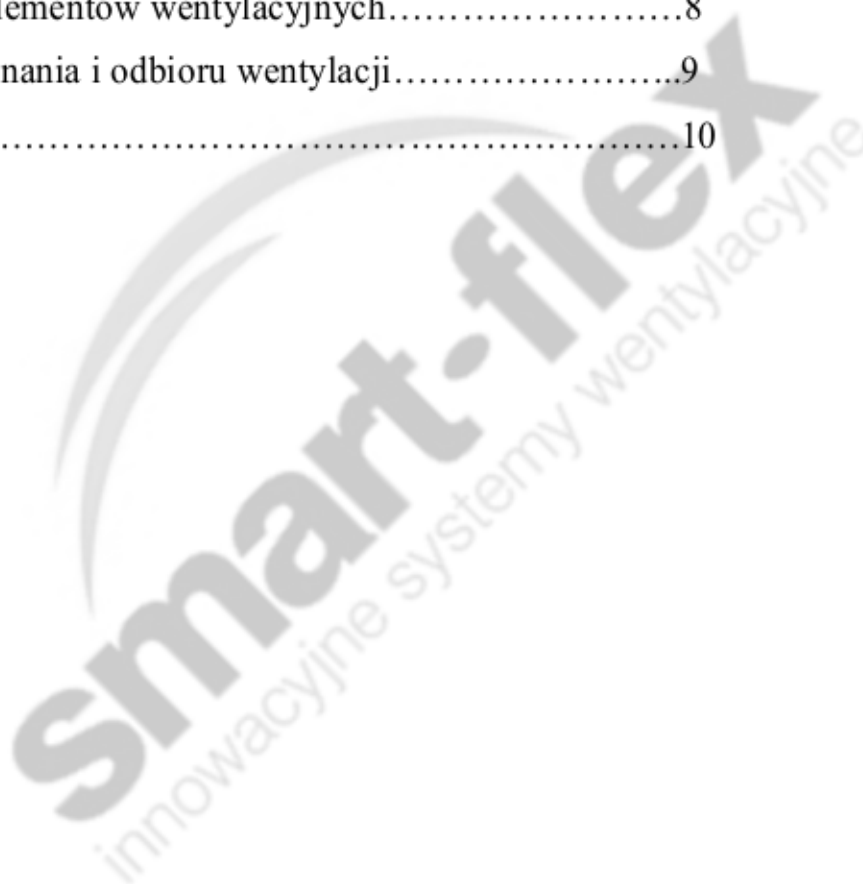 lementów wentylacyjnych……………………8
nania i odbioru wentylacji……………………..9
…………………………………………………10
smart·flex
innowacyjne systemy wentylacyjne